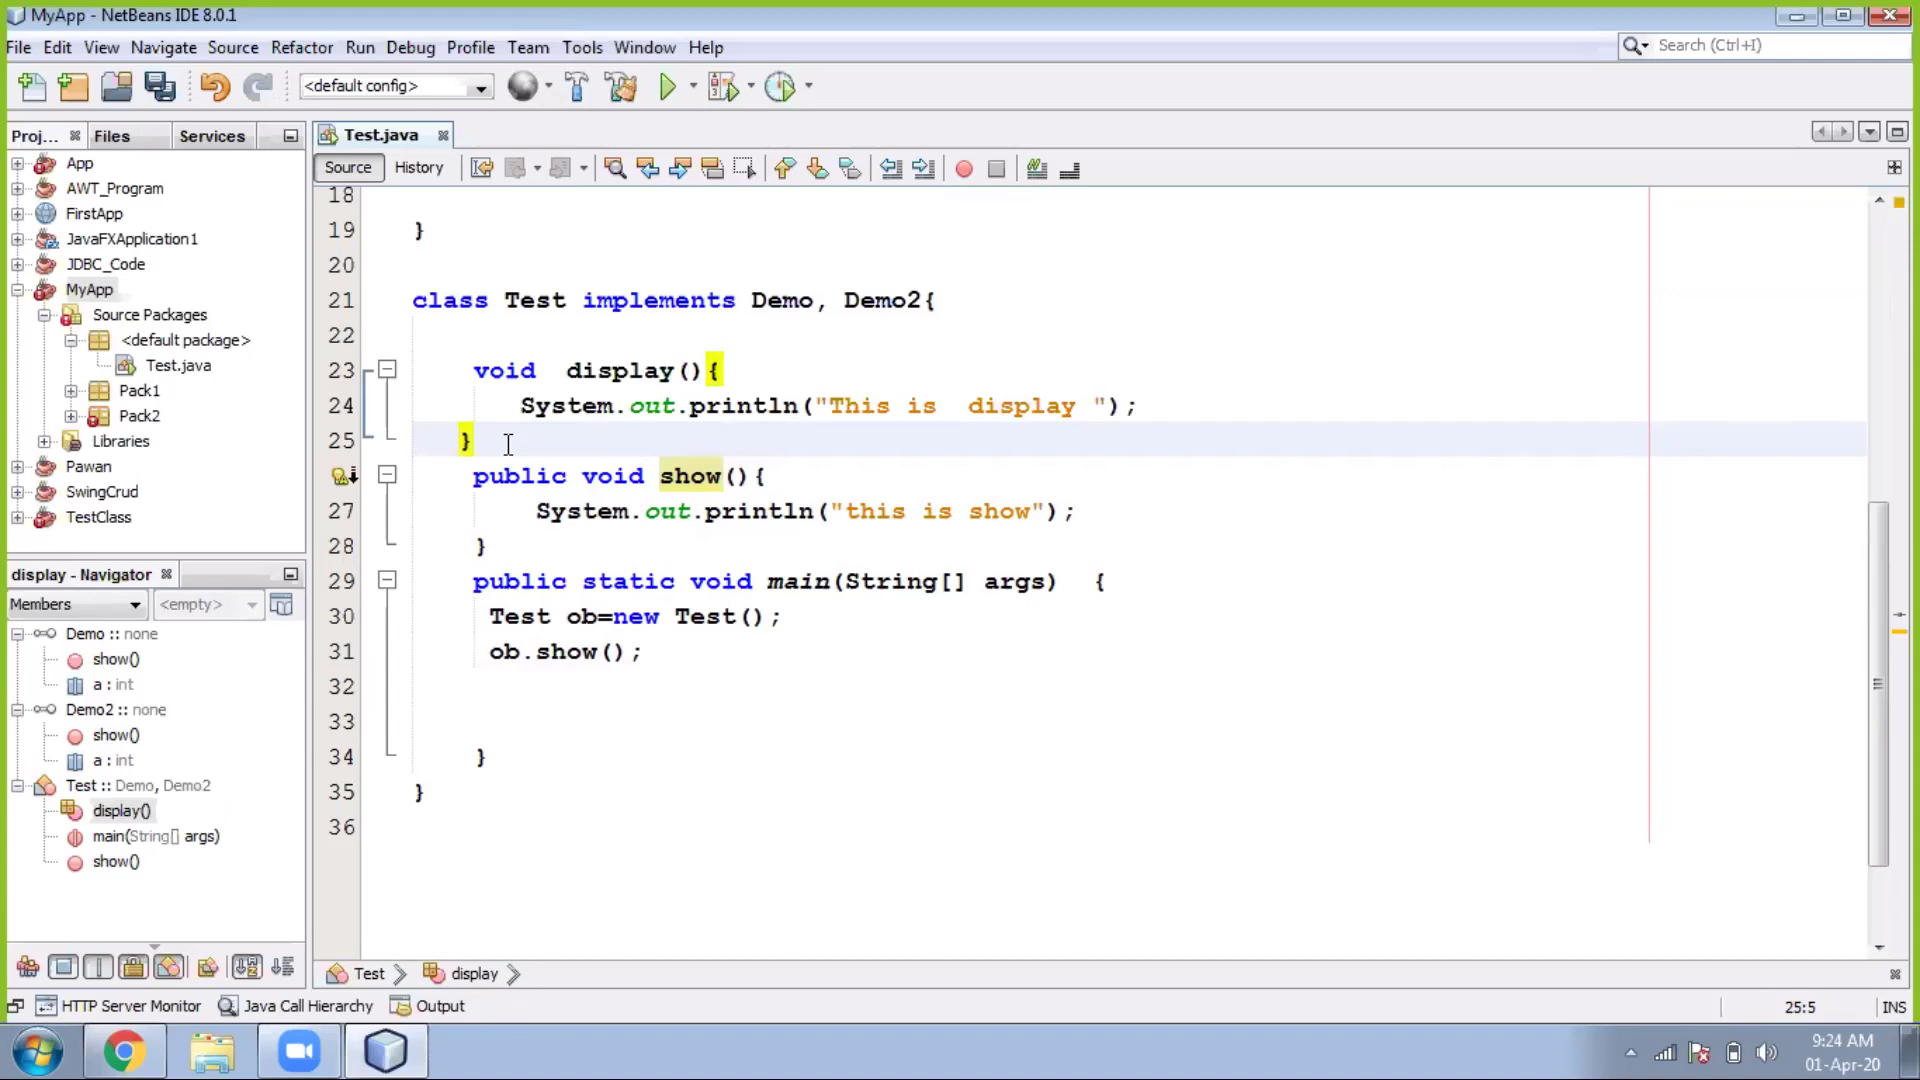 MyApp - NetBeans IDE 8.0.1
File Edit View Navigate Source Refactor Run Debug Profile Team Tools Window Help
Search (Ctrl+I)
<default config>
Proj... Files Services
Test.java
Source History
App
AWT_Program
FirstApp
JavaFXApplication1
JDBC_Code
MyApp
Source Packages
<default package>
Test.java
Pack1
Pack2
Libraries
Pawan
SwingCrud
TestClass
18
19 }
20
21 class Test implements Demo, Demo2{
22
23 void  display(){
24 System.out.println("This is  display ");
25 }
public void show(){
27 System.out.println("this is show");
28 }
29 public static void main(String[] args)  {
30 Test ob=new Test();
31 ob.show();
32
33
34 }
35 }
36
display - Navigator
Members <empty>
Demo :: none
show()
a : int
Demo2 :: none
show()
a : int
Test :: Demo, Demo2
display()
main(String[] args)
show()
Test display
HTTP Server Monitor Java Call Hierarchy Output
25:5 INS
9:24 AM
01-Apr-20